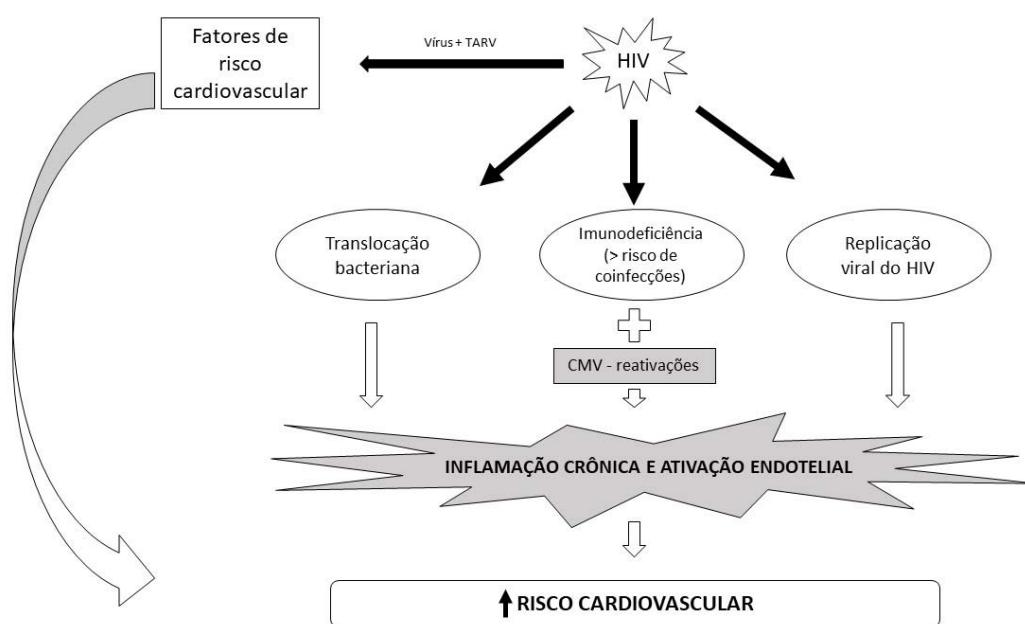 Fatores de
risco
cardiovascular
Vírus + TARV
HIV
Translocação
bacteriana
Imunodeficiência
(> risco de
coinfecções)
Replicação
viral do HIV
CMV - reativações
INFLAMAÇÃO CRÔNICA E ATIVAÇÃO ENDOTELIAL
RISCO CARDIOVASCULAR